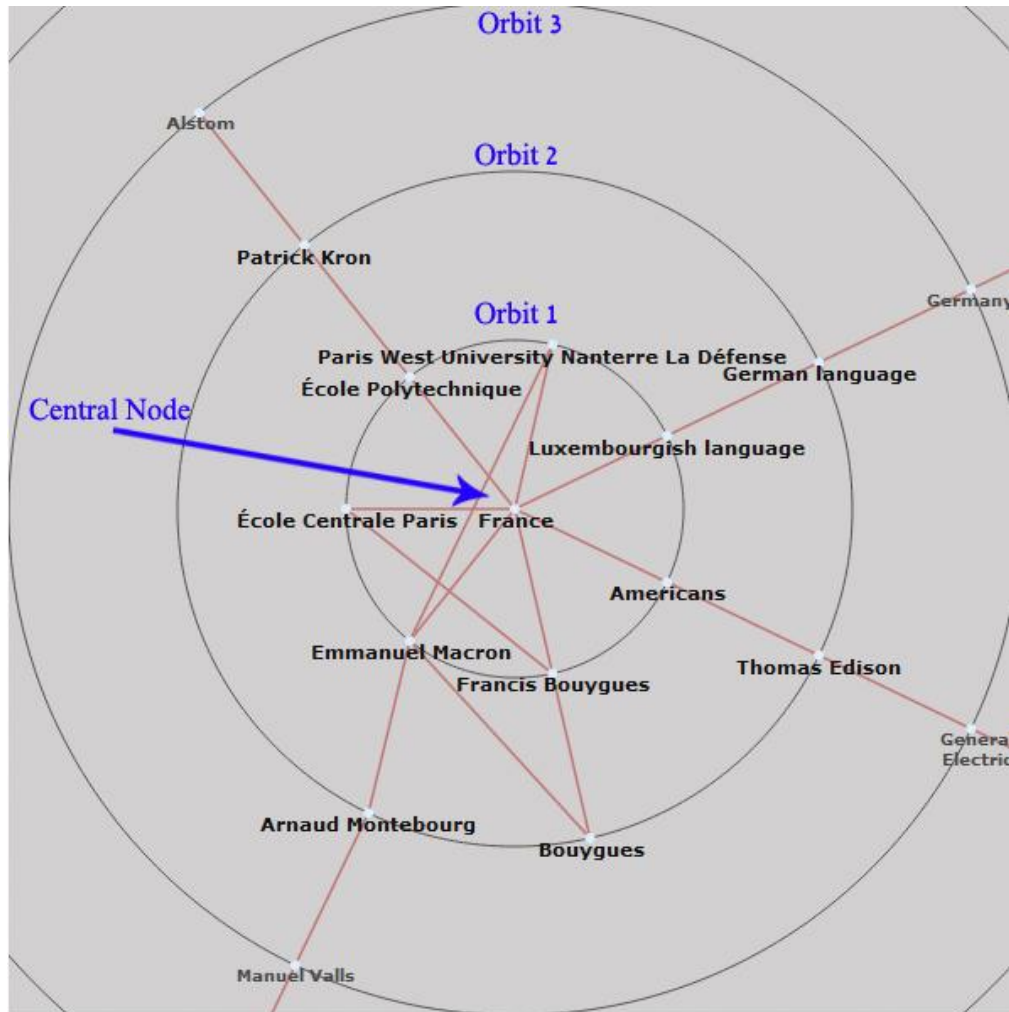 Orbit 3
Alstom
Orbit 2
Patrick Kron
Germany
Orbit 1
Paris West University Nanterre La Défense
German language
École Polytechnique
Central Node
Luxembourgish language
École Centrale Paris
France
Americans
Emmanuel Macron
Thomas Edison
Francis Bouygues
Genera
Electric
Arnaud Montebourg
Bouygues
Manuel Valls